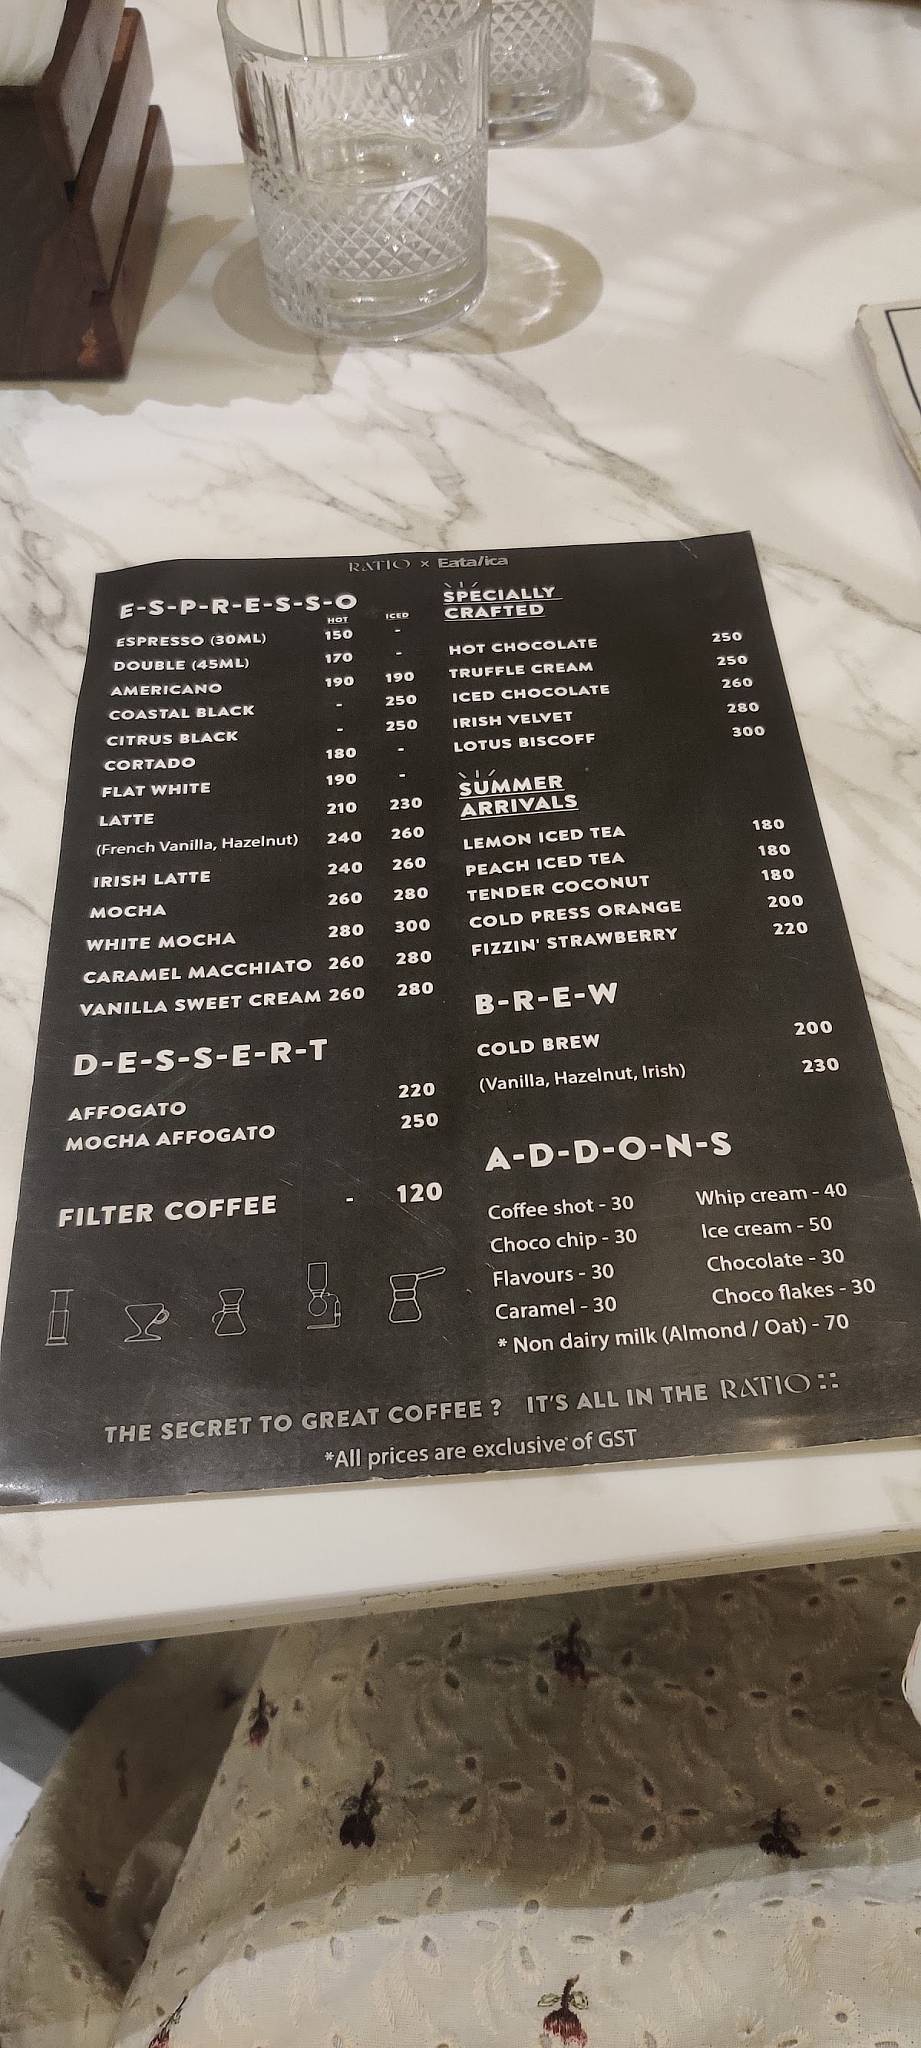 RATIO × Eatalica
E-S-P-R-E-S-S-O
HOT ICED
ESPRESSO (30ML) 150 -
DOUBLE (45ML) 170 -
AMERICANO 190 190
COASTAL BLACK - 250
CITRUS BLACK - 250
CORTADO 180 -
FLAT WHITE 190 -
LATTE 210 230
(French Vanilla, Hazelnut) 240 260
IRISH LATTE 240 260
MOCHA 260 280
WHITE MOCHA 280 300
CARAMEL MACCHIATO 260 280
VANILLA SWEET CREAM 260 280
D-E-S-S-E-R-T
AFFOGATO 220
MOCHA AFFOGATO 250
FILTER COFFEE - 120
SPECIALLY
CRAFTED
HOT CHOCOLATE 250
TRUFFLE CREAM 250
ICED CHOCOLATE 260
IRISH VELVET 280
LOTUS BISCOFF 300
SUMMER
ARRIVALS
LEMON ICED TEA 180
PEACH ICED TEA 180
TENDER COCONUT 180
COLD PRESS ORANGE 200
FIZZIN' STRAWBERRY 220
B-R-E-W
COLD BREW 200
(Vanilla, Hazelnut, Irish) 230
A-D-D-O-N-S
Coffee shot - 30 Whip cream - 40
Choco chip - 30 Ice cream - 50
Flavours - 30 Chocolate - 30
Caramel - 30 Choco flakes - 30
* Non dairy milk (Almond / Oat) - 70
THE SECRET TO GREAT COFFEE ? IT'S ALL IN THE RATIO
*All prices are exclusive of GST